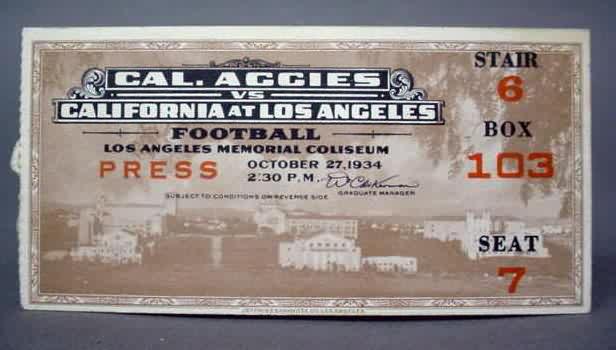 CAL. AGGIES
VS
CALIFORNIA AT LOS ANGELES
FOOTBALL
LOS ANGELES MEMORIAL COLISEUM
PRESS OCTOBER 27, 1934
2:30 P.M.
GRADUATE MANAGER
SUBJECT TO CONDITIONS ON REVERSE SIDE
STAIR
6
BOX
103
SEAT
7